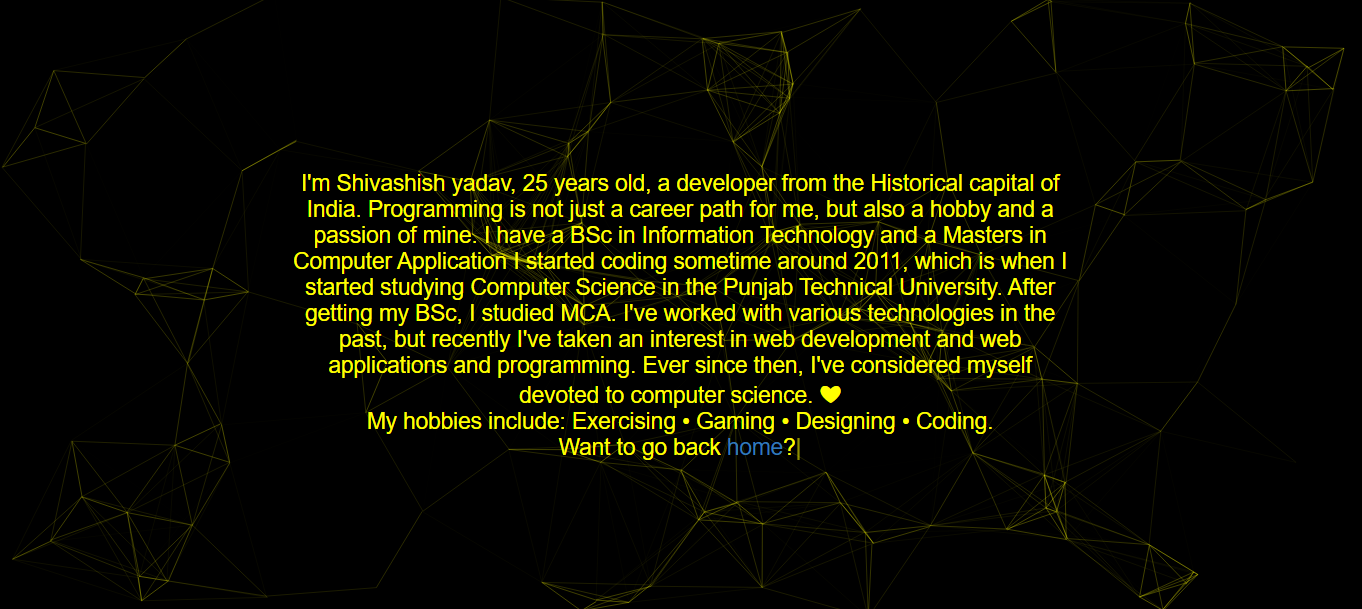 I'm Shivashish yadav, 25 years old, a developer from the Historical capital of
India. Programming is not just a career path for me, but also a hobby and a
passion of mine. I have a BSc in Information Technology and a Masters in
Computer Application I started coding sometime around 2011, which is when I
started studying Computer Science in the Punjab Technical University. After
getting my BSc, I studied MCA. I've worked with various technologies in the
past, but recently I've taken an interest in web development and web
applications and programming. Ever since then, I've considered myself
devoted to computer science. ♥
My hobbies include: Exercising • Gaming • Designing • Coding.
Want to go back home?|